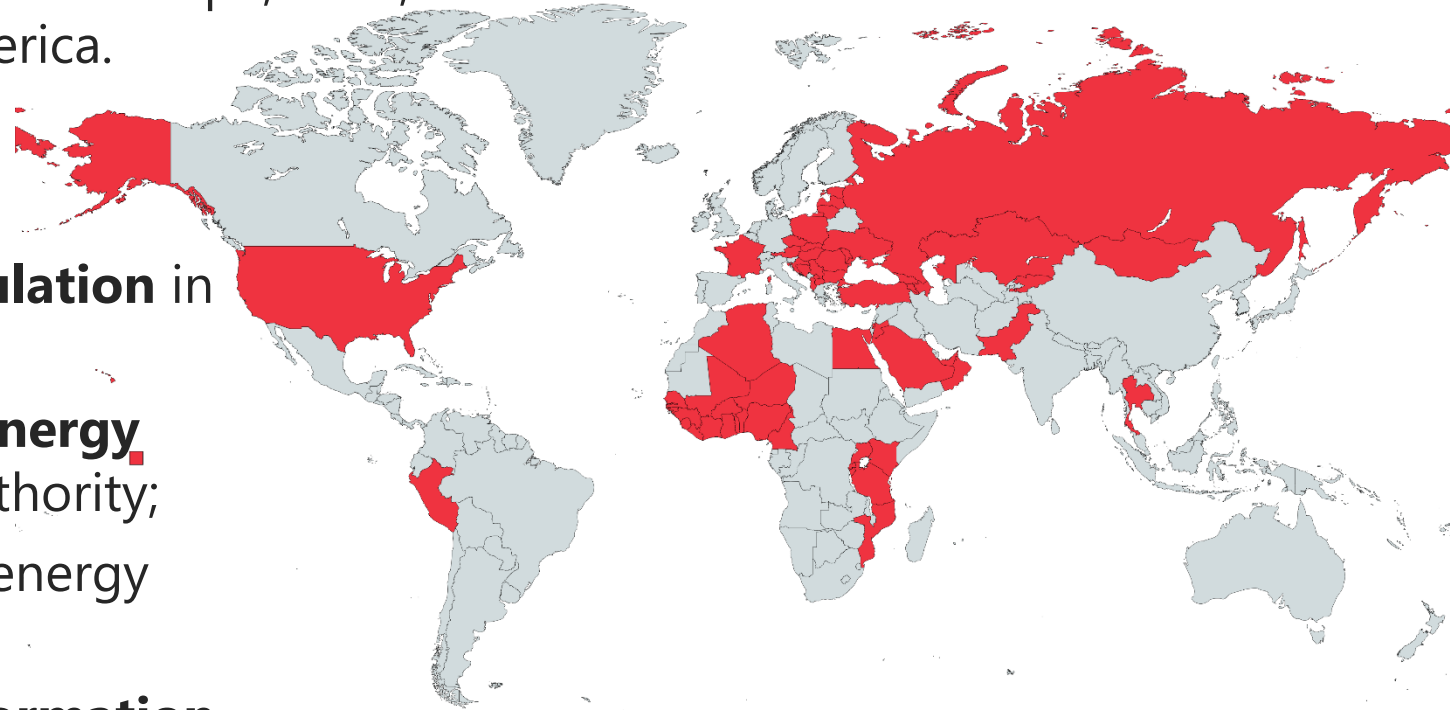 erica.
ulation in
nergy
thority;
energy